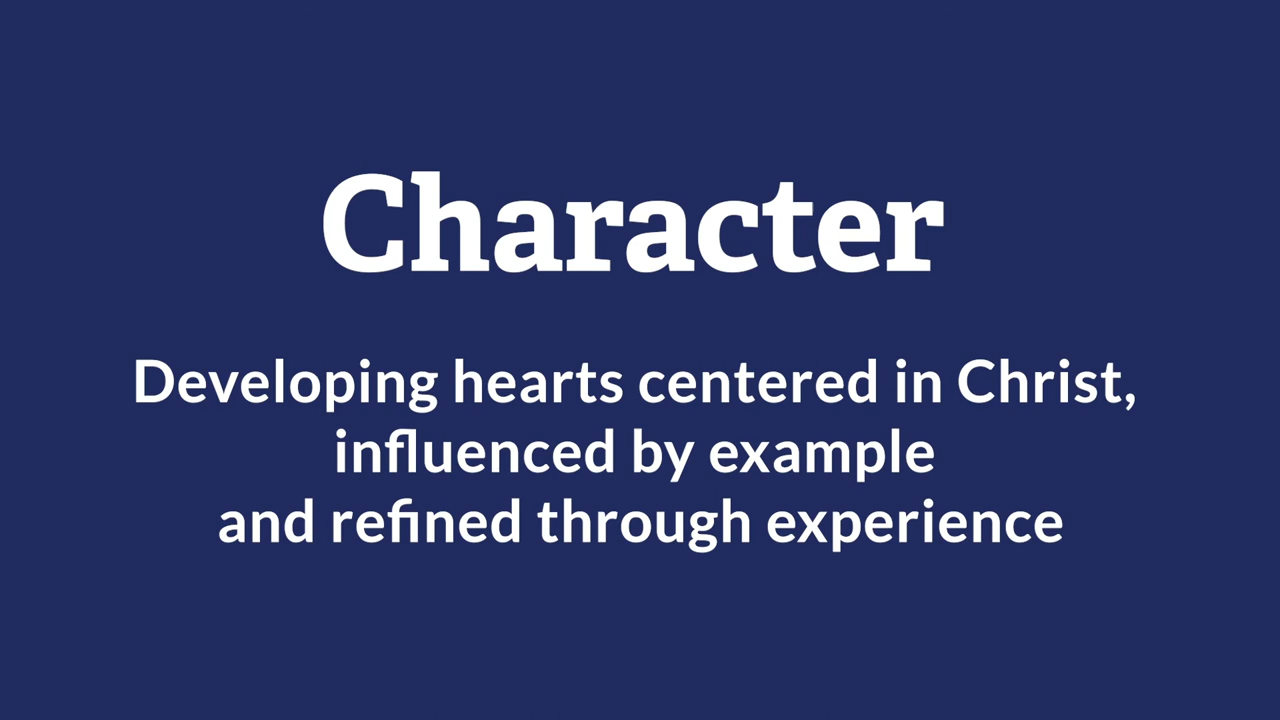 Character
Developing hearts centered in Christ,
influenced by example
and refined through experience